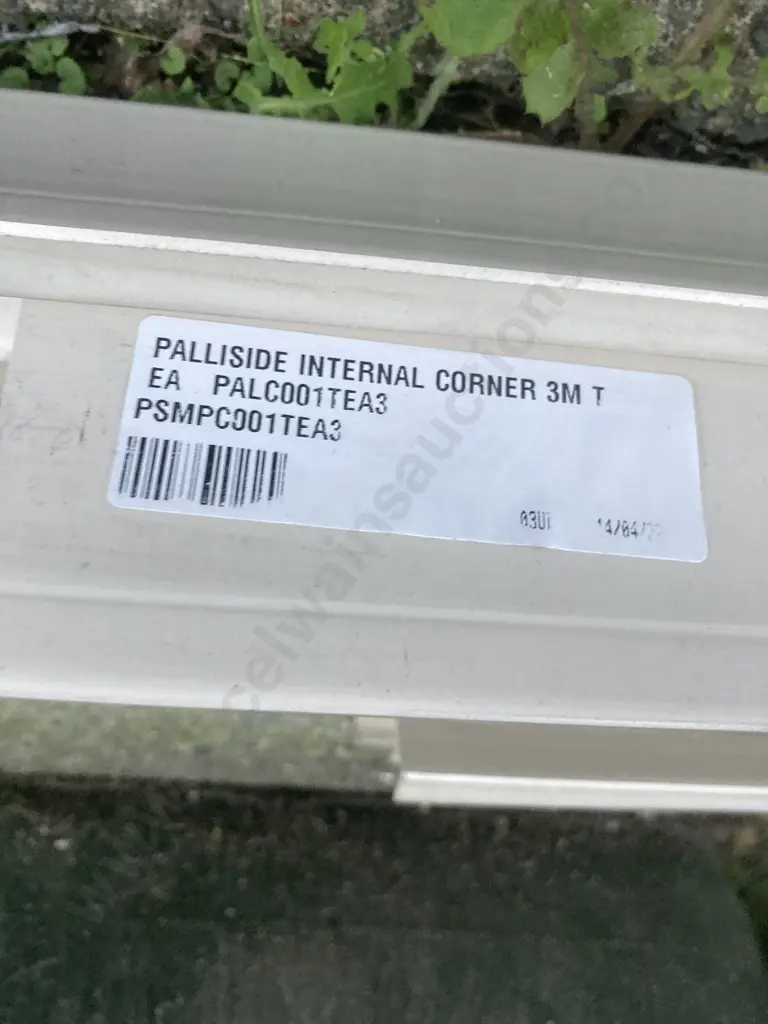 PALLISIDE INTERNAL CORNER 3M T
EA PALC001TEA3
PSMPC001TEA3